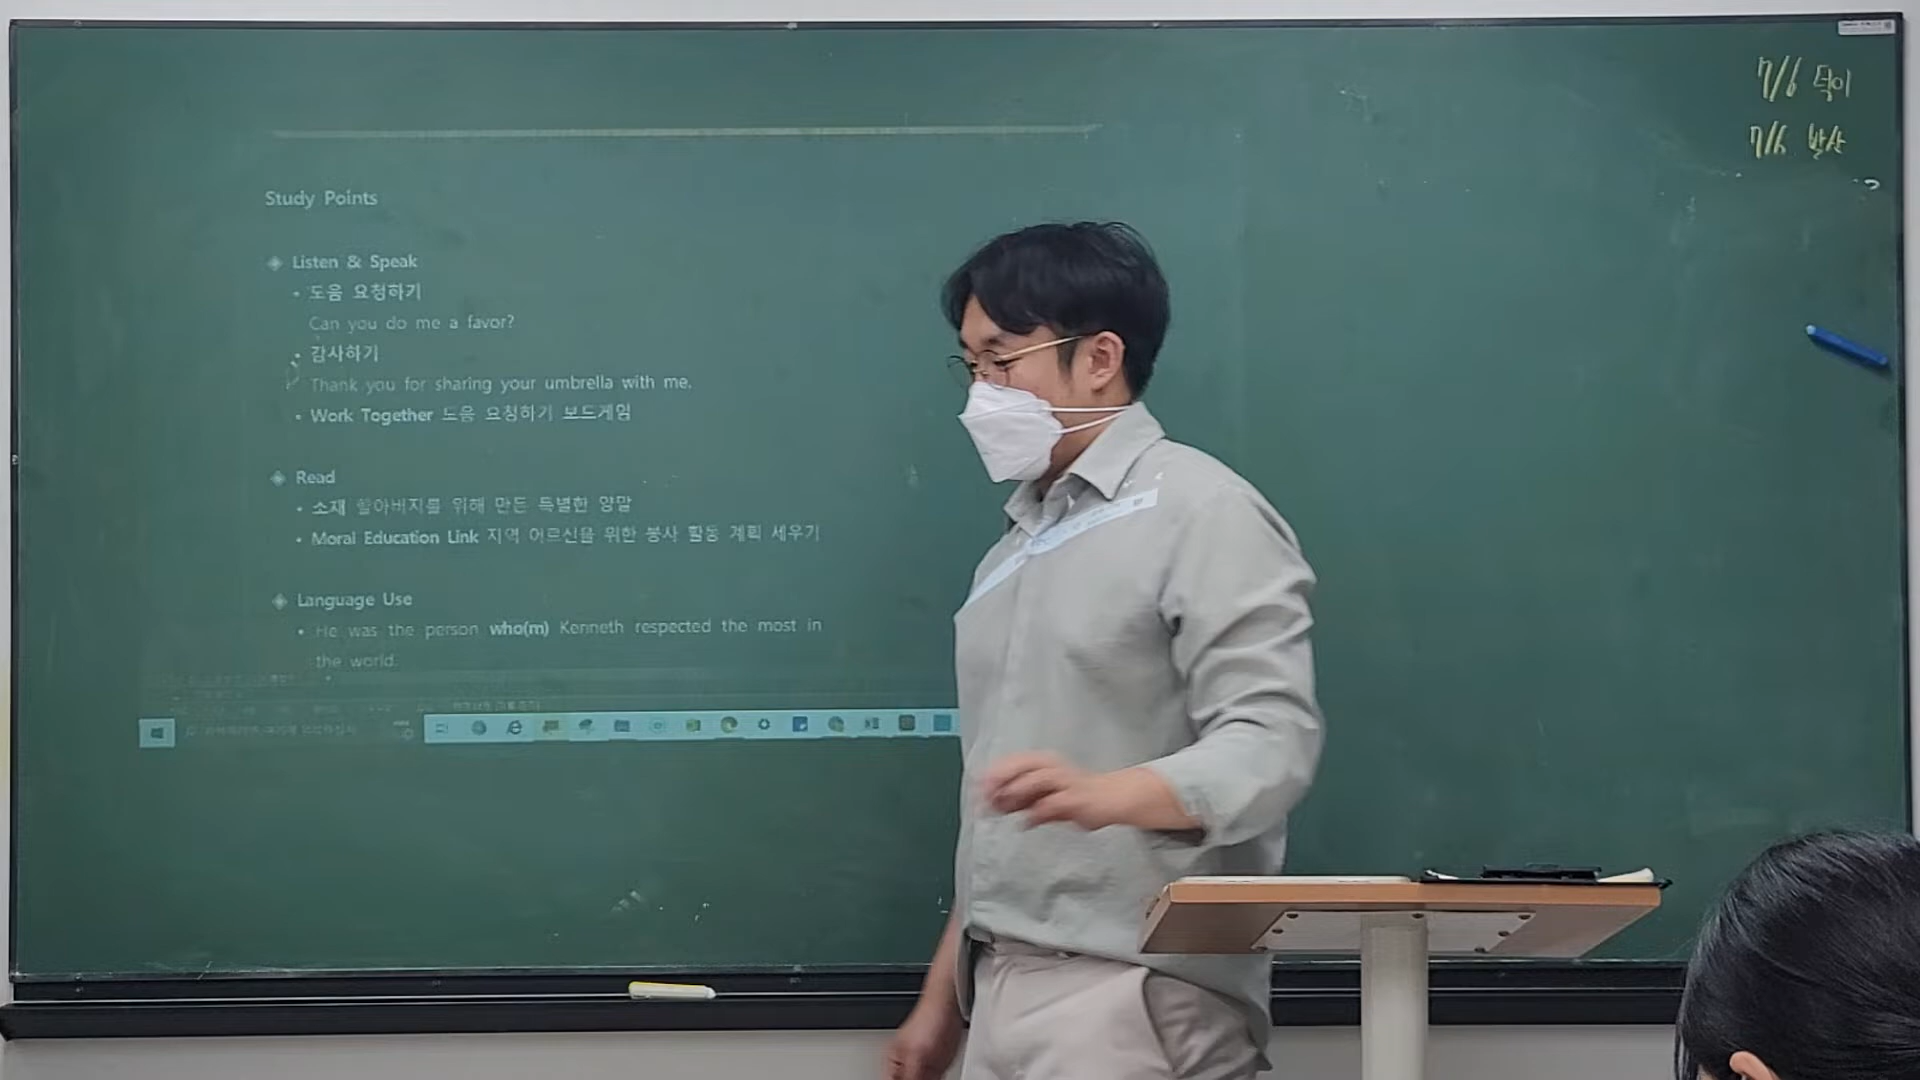 7/6 덕이
7/6 발산
Study Points
Listen & Speak
• 도움 요청하기
Can you do me a favor?
• 감사하기
Thank you for sharing your umbrella with me.
• Work Together 도움 요청하기 보드게임
Read
• 소재 할아버지를 위해 만든 특별한 양말
• Moral Education Link 지역 어르신을 위한 봉사 활동 계획 세우기
Language Use
• He was the person who(m) Kenneth respected the most in
the world.